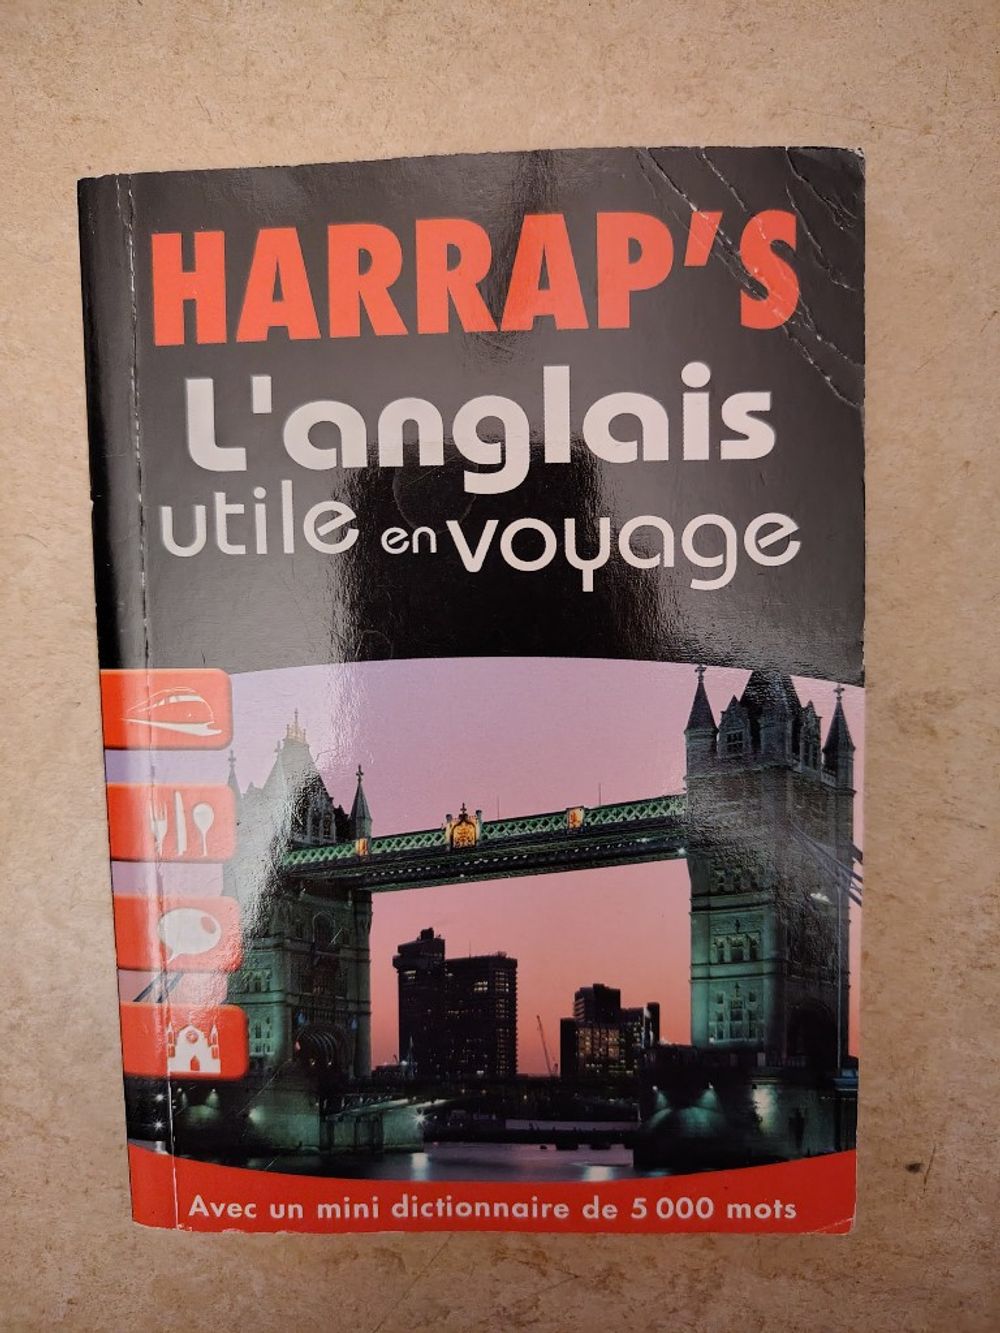 HARRAP'S
L'anglais
utile en voyage
Avec un mini dictionnaire de 5 000 mots